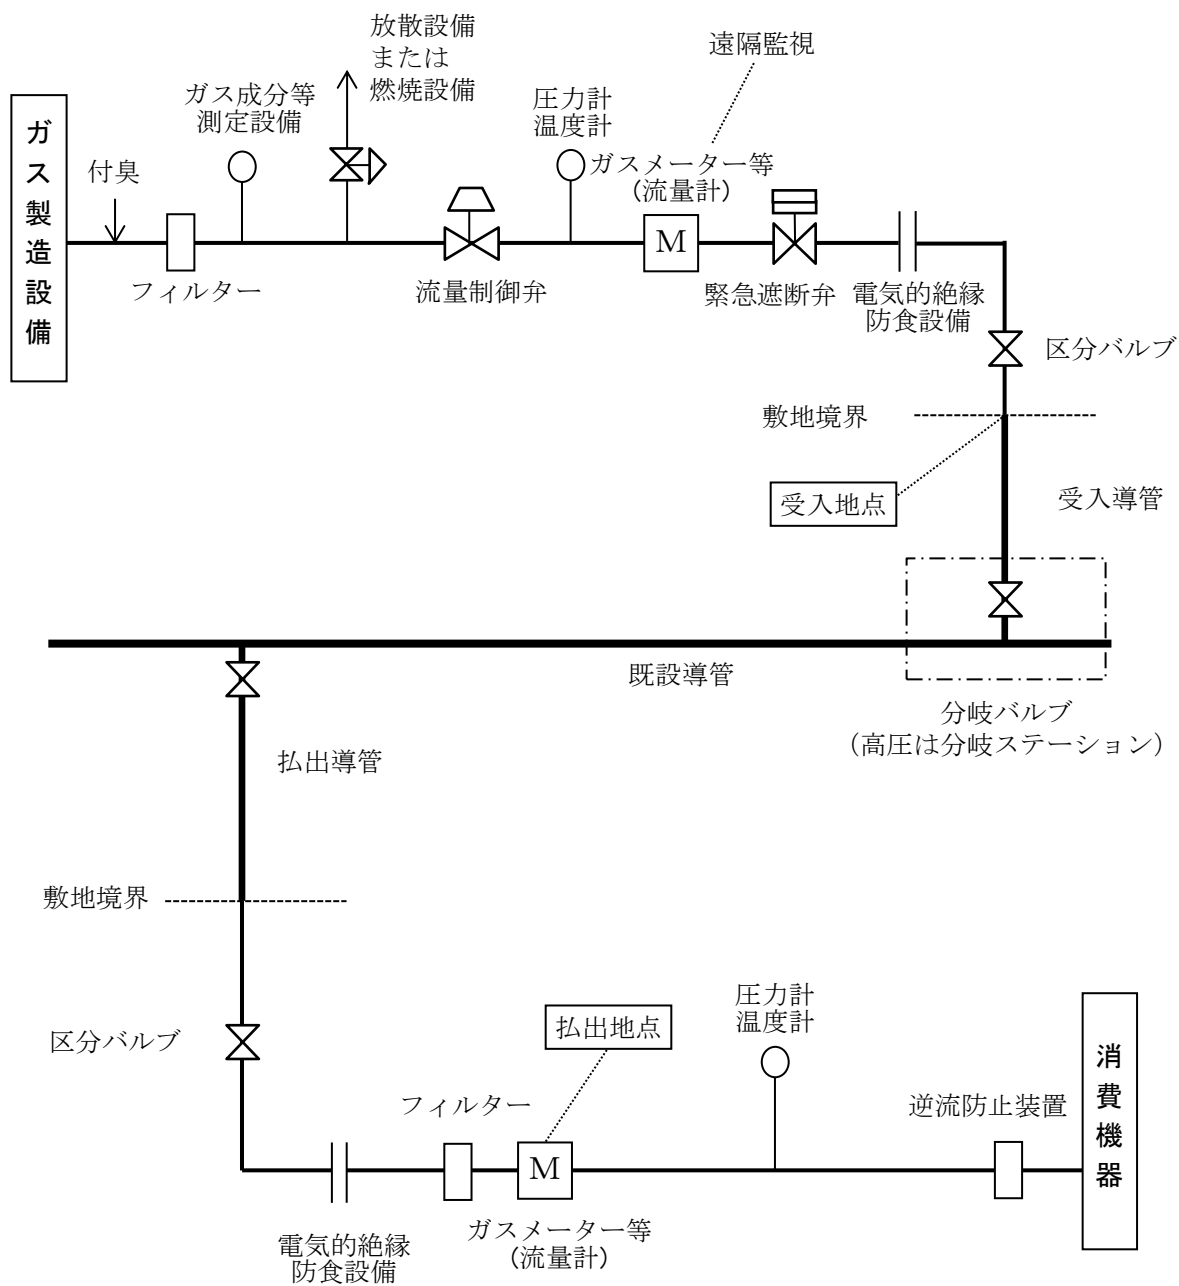 放散設備
または
燃焼設備
遠隔監視
ガス成分等
測定設備
圧力計
温度計
ガス製造設備
付臭
ガスメーター等
(流量計)
M
フィルター
流量制御弁
緊急遮断弁
電気的絶縁
防食設備
区分バルブ
敷地境界
受入地点
受入導管
既設導管
分岐バルブ
(高圧は分岐ステーション)
払出導管
敷地境界
区分バルブ
払出地点
圧力計
温度計
消費機器
フィルター
逆流防止装置
M
ガスメーター等
(流量計)
電気的絶縁
防食設備